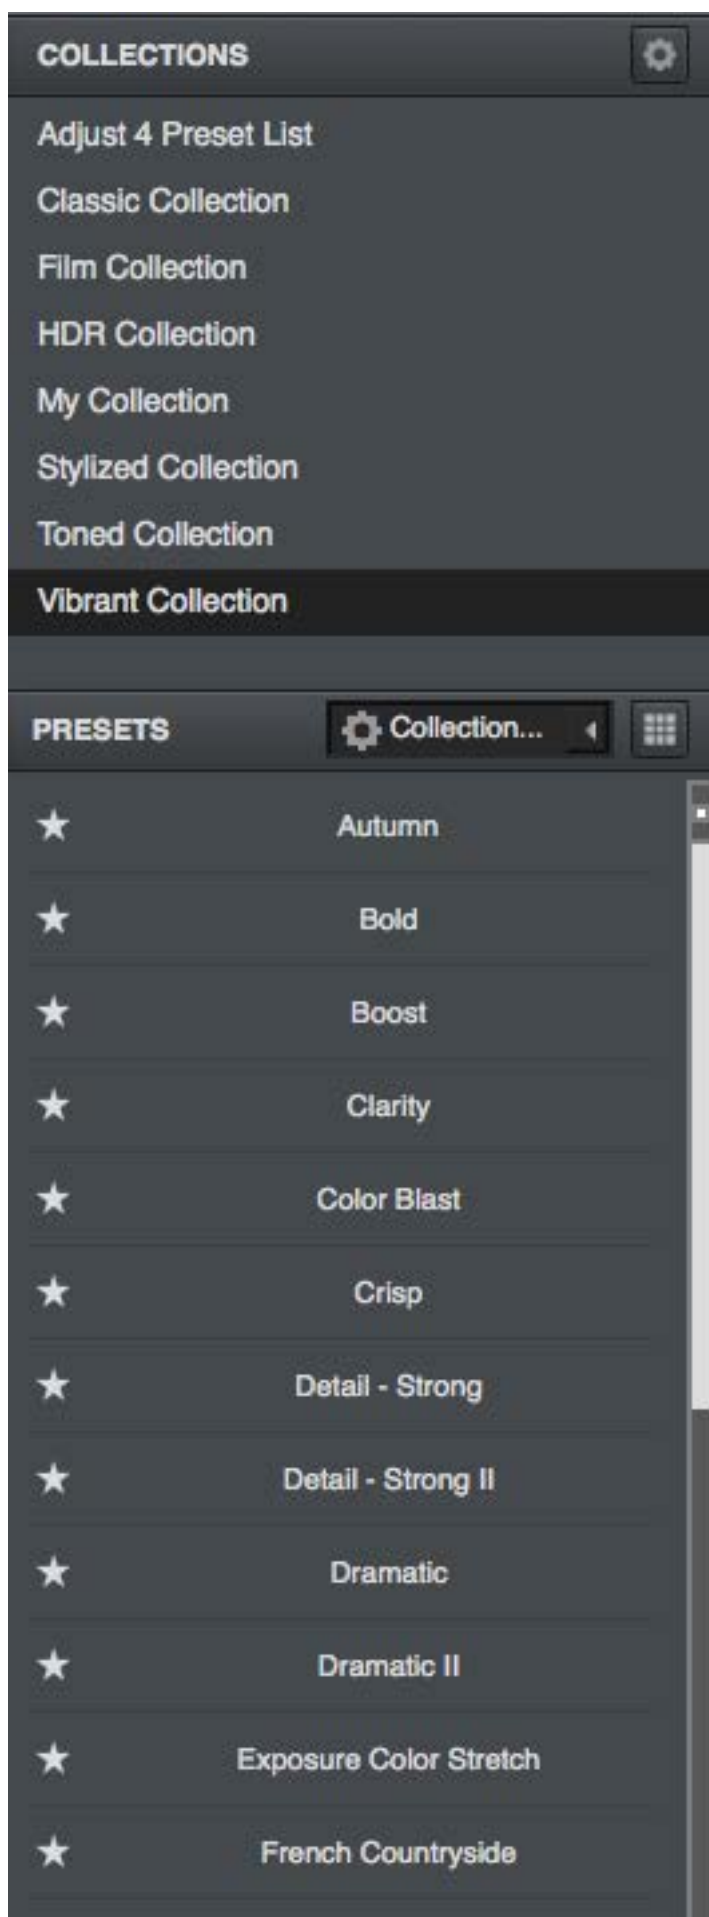 COLLECTIONS
Adjust 4 Preset List
Classic Collection
Film Collection
HDR Collection
My Collection
Stylized Collection
Toned Collection
Vibrant Collection
PRESETS Collection...
Autumn
Bold
Boost
Clarity
Color Blast
Crisp
Detail - Strong
Detail - Strong II
Dramatic
Dramatic II
Exposure Color Stretch
French Countryside